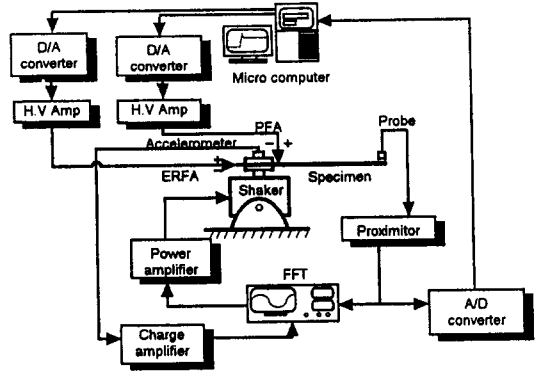 D/A
converter
D/A
converter
Micro computer
H.V Amp
H.V Amp
PFA
Probe
Accelerometer
- +
+
ERFA
Specimen
Shaker
Proximitor
Power
amplifier
FFT
A/D
converter
Charge
amplifier